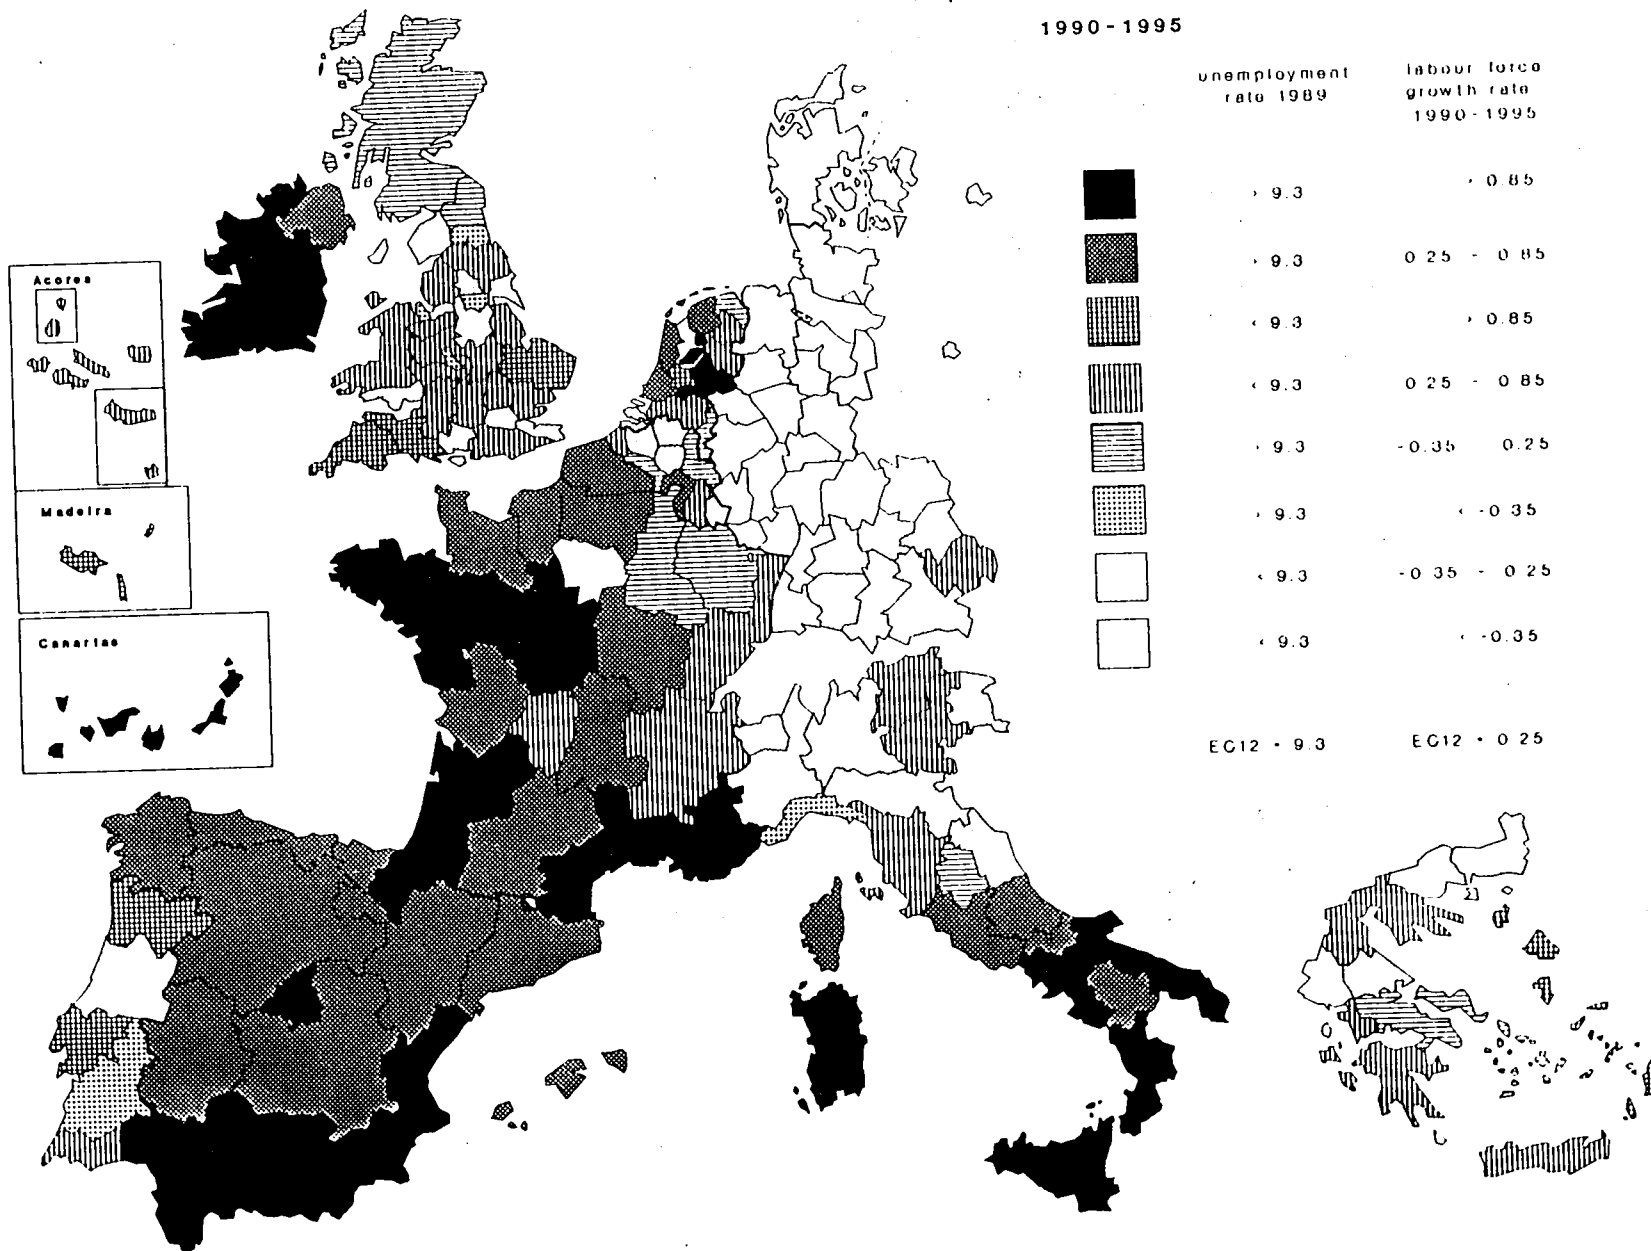 1990-1995
unemployment
rate 1989
labour force
growth rate
1990-1995
› 9.3 › 0.85
› 9.3 0 25 - 0 85
‹ 9.3 › 0.85
‹ 9.3 0 25 - 0 85
› 9.3 -0.35 0.25
› 9.3 ‹ -0 35
‹ 9.3 -0 35 - 0 25
‹ 9.3 ‹ -0.35
EC12 • 9.3 EC12 • 0 25
Acores
Madeira
Canarias